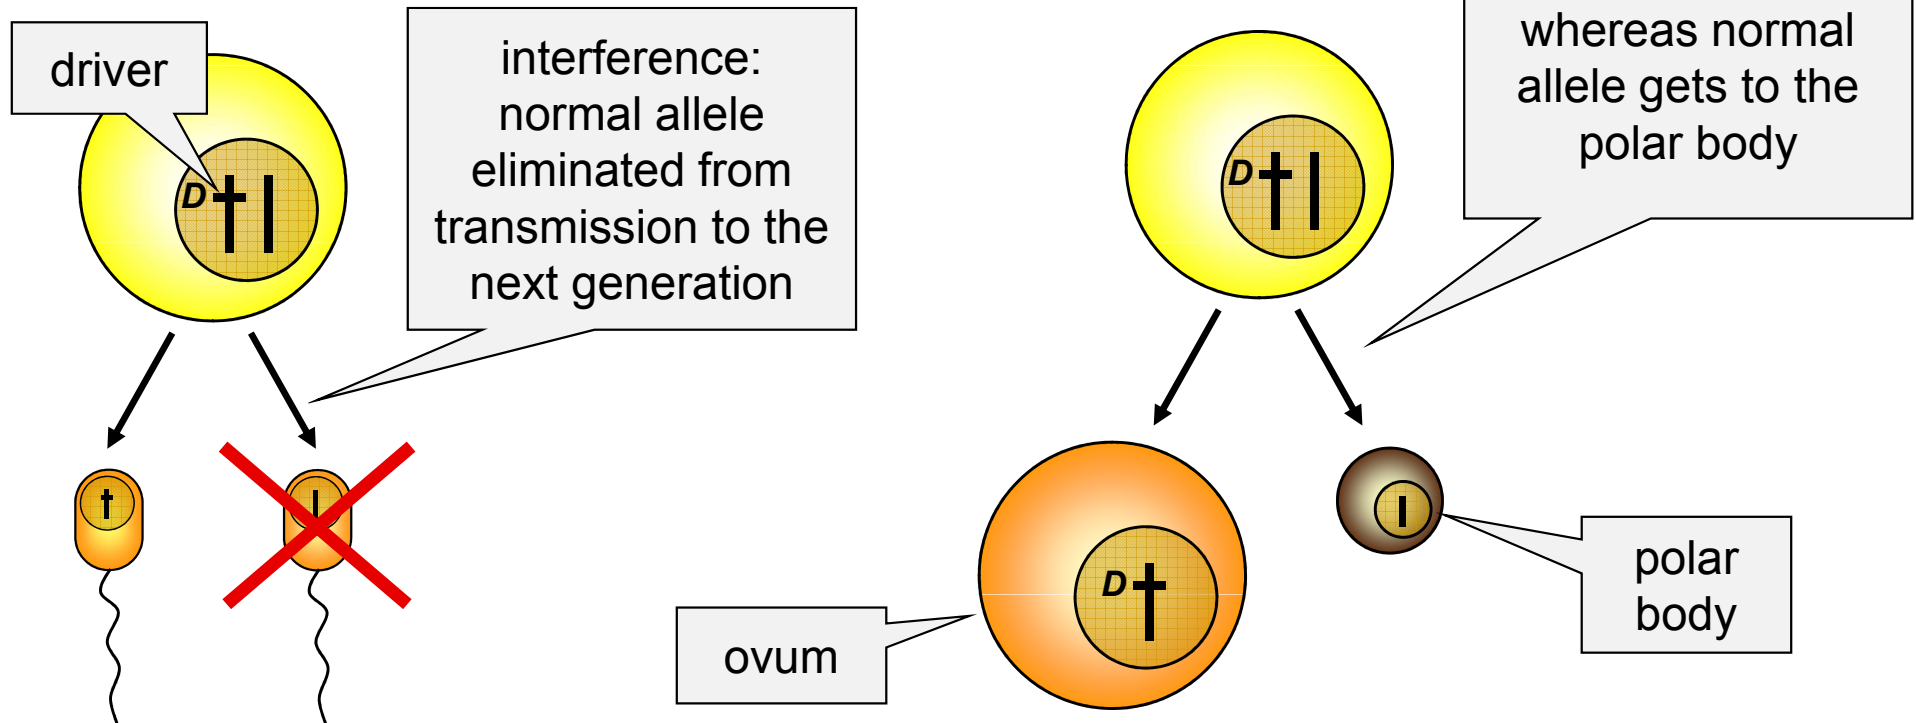 driver
interference:
normal allele
eliminated from
transmission to the
next generation
D
whereas normal
allele gets to the
polar body
D
ovum
D
polar
body